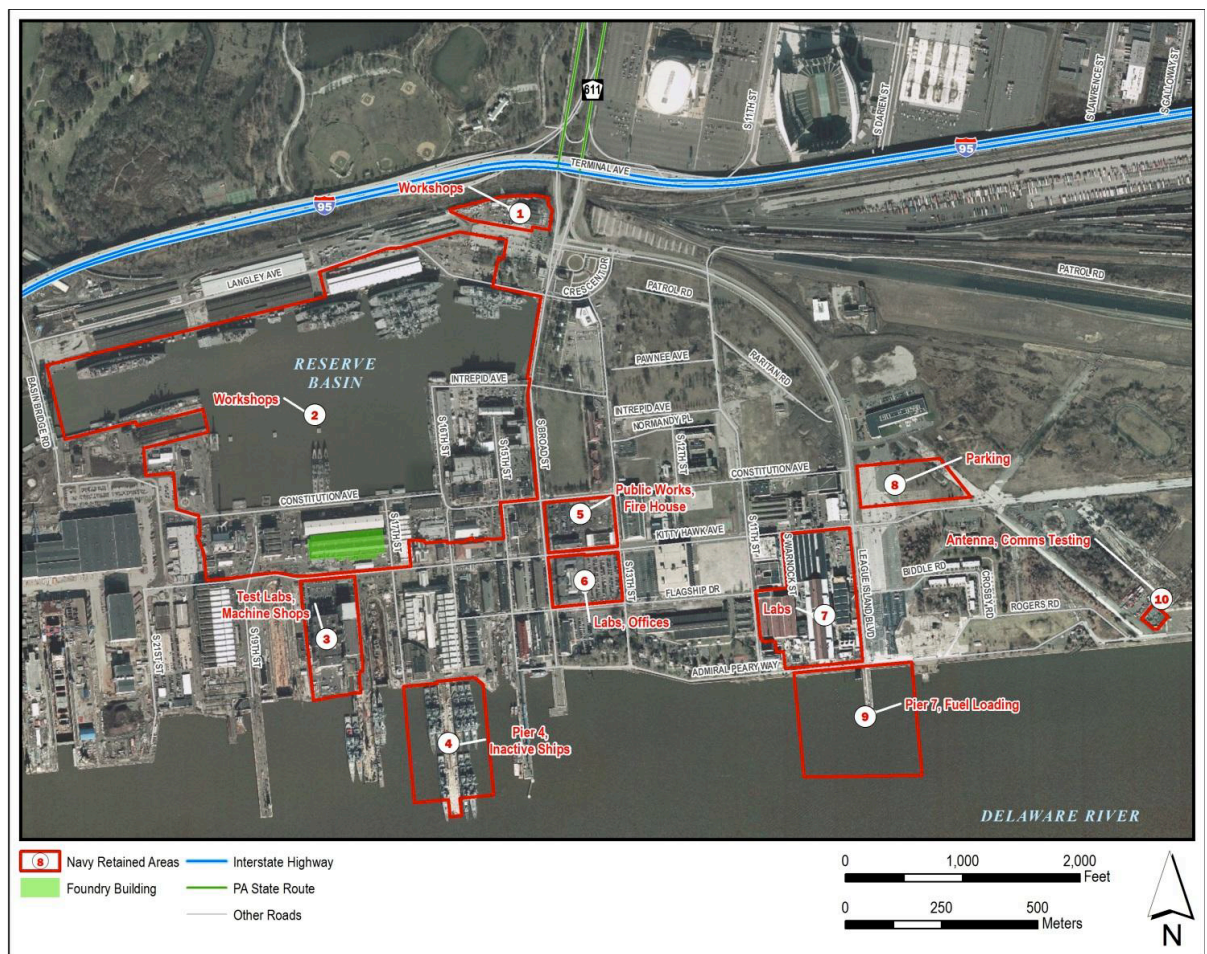 611
S 11TH ST
S DARIEN ST
S LAWRENCE ST
S GALLOWAY ST
95
TERMINAL AVE
95
Workshops
1
LANGLEY AVE
CRESCENT DR
PATROL RD
PATROL RD
RESERVE
BASIN
BASIN BRIDGE RD
PAWNEE AVE
RARITAN RD
INTREPID AVE
Workshops
2
INTREPID AVE
NORMANDY PL
S 16TH ST
S 15TH ST
S BROAD ST
S 12TH ST
CONSTITUTION AVE
Parking
8
CONSTITUTION AVE
Public Works,
Fire House
5
S 17TH ST
KITTY HAWK AVE
S 11TH ST
S WARNOCK ST
LEAGUE ISLAND BLVD
Antenna, Comms Testing
BIDDLE RD
CROSBY RD
10
6
S 13TH ST
FLAGSHIP DR
ROGERS RD
Test Labs,
Machine Shops
3
Labs, Offices
Labs
7
S 21ST ST
S 19TH ST
ADMIRAL PEARY WAY
4
Pier 4,
Inactive Ships
9
Pier 7, Fuel Loading
DELAWARE RIVER
8
Navy Retained Areas
Interstate Highway
Foundry Building
PA State Route
Other Roads
0 1,000 2,000
Feet
0 250 500
Meters
N